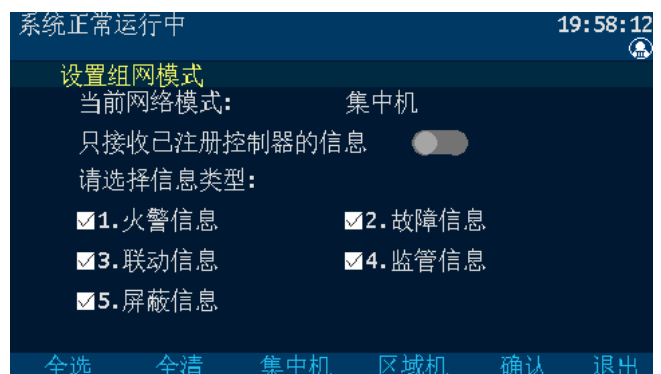 系统正常运行中 19:58:12
设置组网模式
当前网络模式: 集中机
只接收已注册控制器的信息
请选择信息类型:
1.火警信息 2.故障信息
3.联动信息 4.监管信息
5.屏蔽信息
全选 全清 集中机 区域机 确认 退出